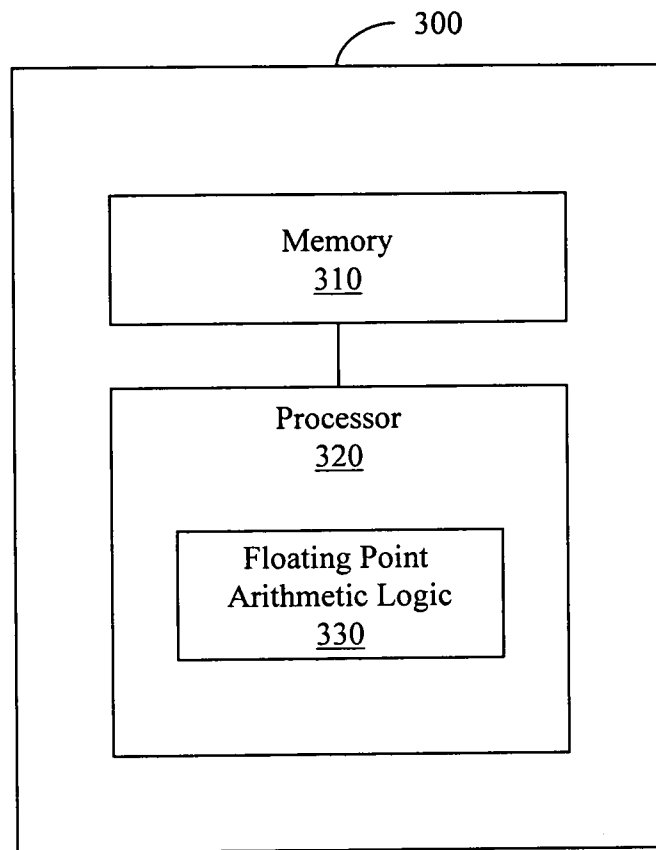 300
Memory
310
Processor
320
Floating Point
Arithmetic Logic
330